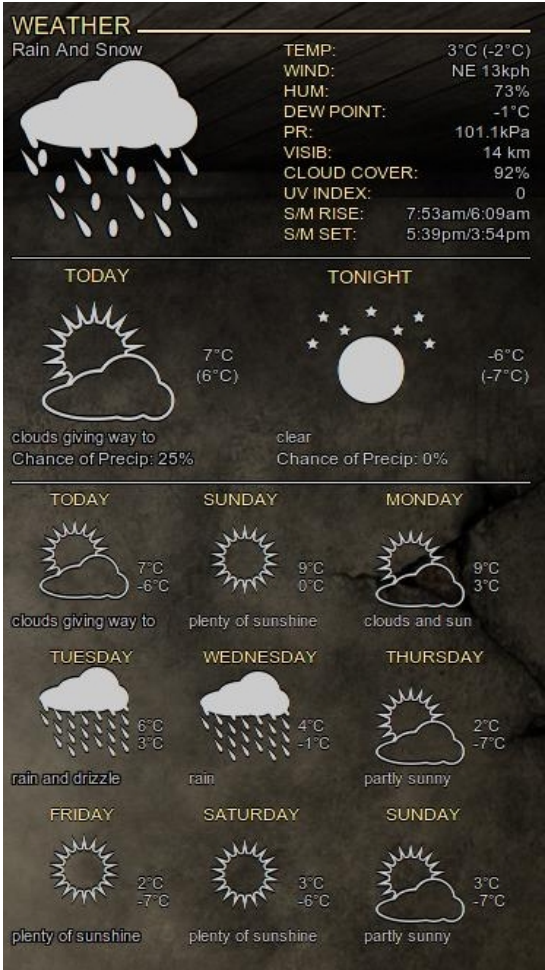 WEATHER
Rain And Snow
TEMP: 3°C (-2°C)
WIND: NE 13kph
HUM: 73%
DEW POINT: -1°C
PR: 101.1kPa
VISIB: 14 km
CLOUD COVER: 92%
UV INDEX: 0
S/M RISE: 7:53am/6:09am
S/M SET: 5:39pm/3:54pm
TODAY TONIGHT
7°C -6°C
(6°C) (-7°C)
clouds giving way to clear
Chance of Precip: 25% Chance of Precip: 0%
TODAY SUNDAY MONDAY
7°C 9°C 9°C
-6°C 0°C 3°C
clouds giving way to plenty of sunshine clouds and sun
TUESDAY WEDNESDAY THURSDAY
6°C 4°C 2°C
3°C -1°C -7°C
rain and drizzle rain partly sunny
FRIDAY SATURDAY SUNDAY
2°C 3°C 3°C
-7°C -6°C -7°C
plenty of sunshine plenty of sunshine partly sunny